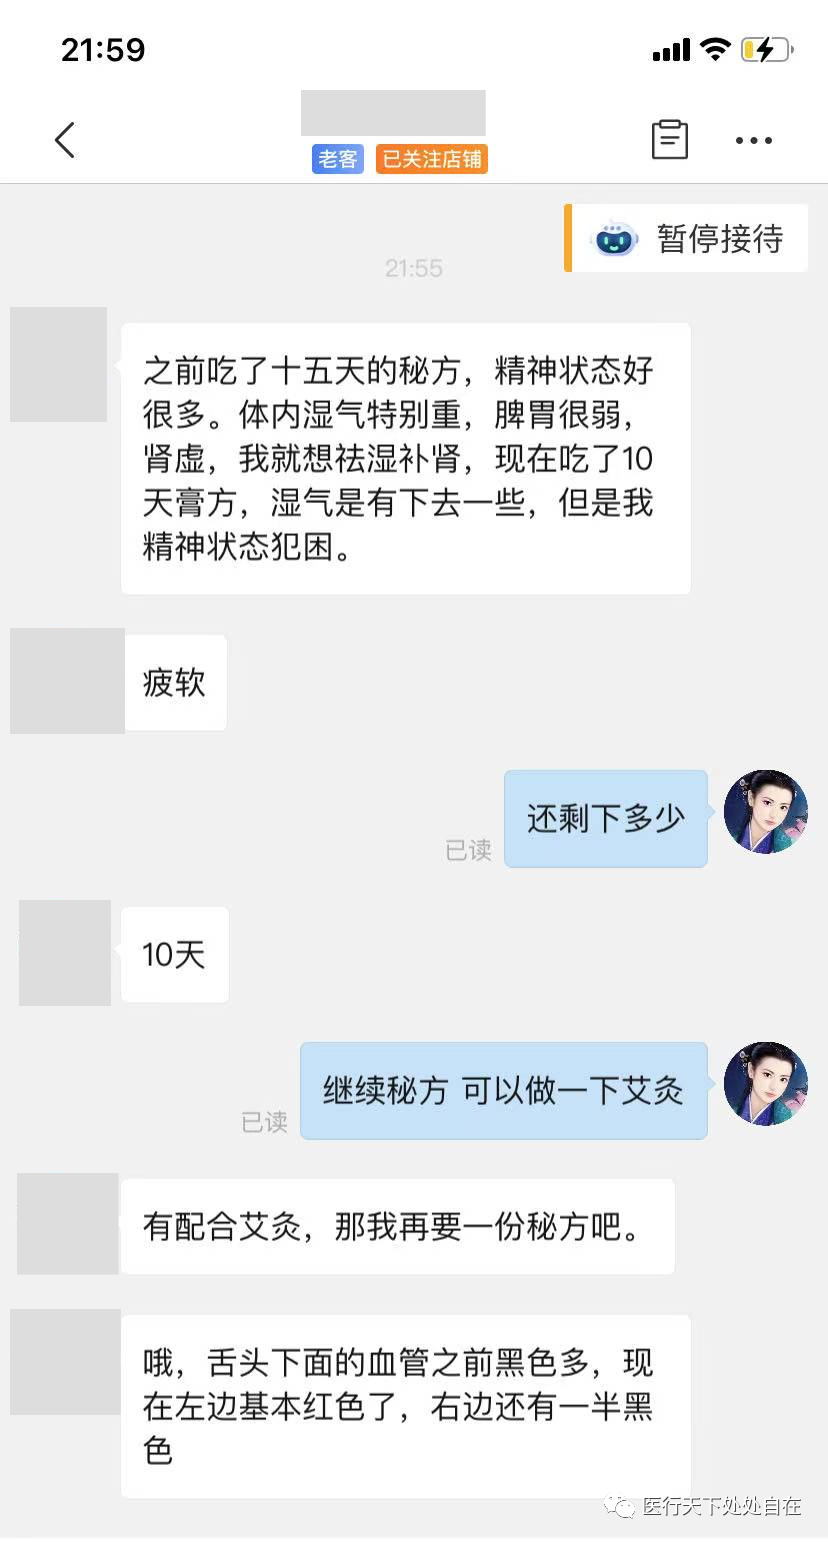 21:59
老客
已关注店铺
暂停接待
21:55
之前吃了十五天的秘方，精神状态好
很多。体内湿气特别重，脾胃很弱，
肾虚，我就想祛湿补肾，现在吃了10
天膏方，湿气是有下去一些，但是我
精神状态犯困。
疲软
还剩下多少
已读
10天
继续秘方 可以做一下艾灸
已读
有配合艾灸，那我再要一份秘方吧。
哦，舌头下面的血管之前黑色多，现
在左边基本红色了，右边还有一半黑
色
医行天下处处自在